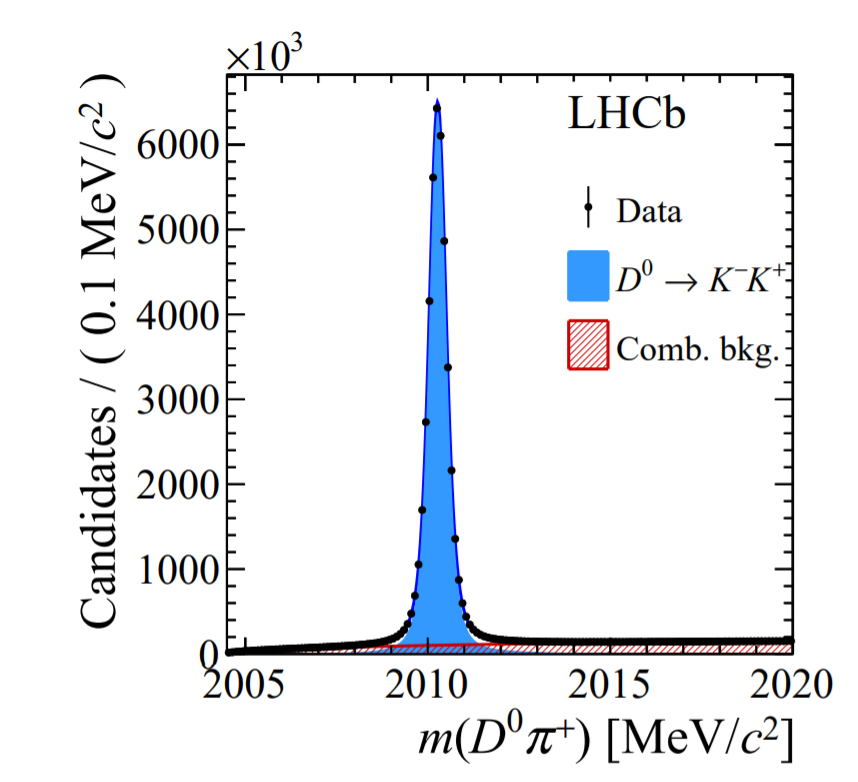 ×10³
Candidates / ( 0.1 MeV/c² )
6000
5000
4000
3000
2000
1000
0
LHCb
Data
D⁰ → K⁻K⁺
Comb. bkg.
2005 2010 2015 2020
m(D⁰π⁺) [MeV/c²]